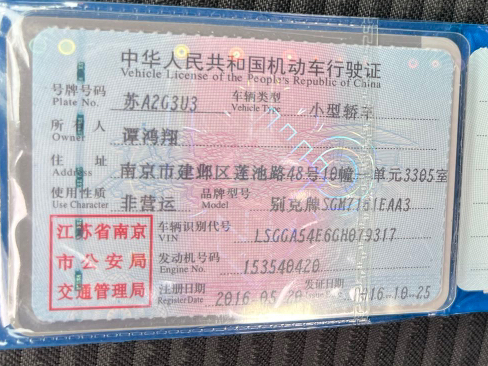 中华人民共和国机动车行驶证
Vehicle License of the People's Republic of China
号牌号码 Plate No. 苏A2G3U3 车辆类型 Vehicle Type 小型轿车
所有人 Owner 谭鸿翔
住址 Address 南京市建邺区莲池路48号10幢一单元3305室
使用性质 Use Character 非营运 品牌型号 Model 别克牌SGM7151EAA3
江苏省南京市公安局交通管理局
车辆识别代号 VIN LSGGA54E6GH079317
发动机号码 Engine No. 153540420
注册日期 Register Date 2016-05-20 发证日期 2016-10-25